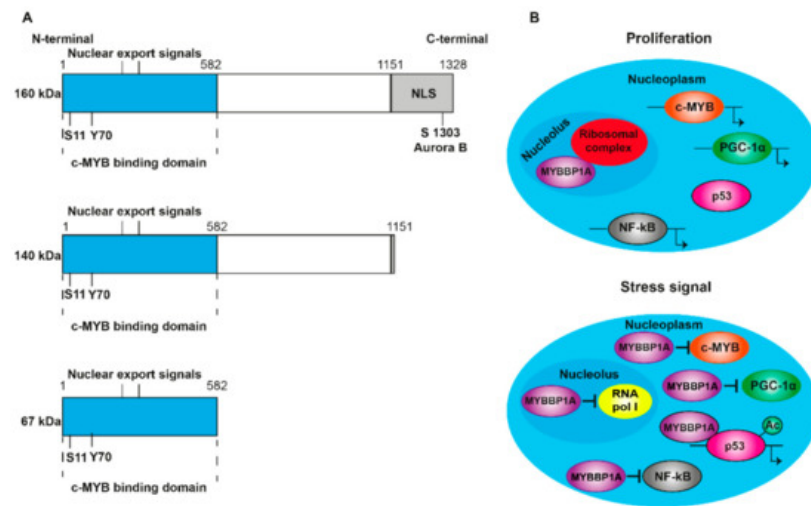 A
N-terminal
C-terminal
Nuclear export signals
1
582
1151
1328
160 kDa
NLS
S11 Y70
S 1303
Aurora B
c-MYB binding domain
Nuclear export signals
1
582
1151
140 kDa
S11 Y70
c-MYB binding domain
Nuclear export signals
1
582
67 kDa
S11 Y70
c-MYB binding domain
B
Proliferation
Nucleoplasm
c-MYB
Nucleolus
Ribosomal
complex
MYBBP1A
PGC-1α
p53
NF-kB
Stress signal
Nucleoplasm
MYBBP1A
c-MYB
Nucleolus
MYBBP1A
PGC-1α
MYBBP1A
RNA
pol I
MYBBP1A
Ac
p53
MYBBP1A
NF-kB